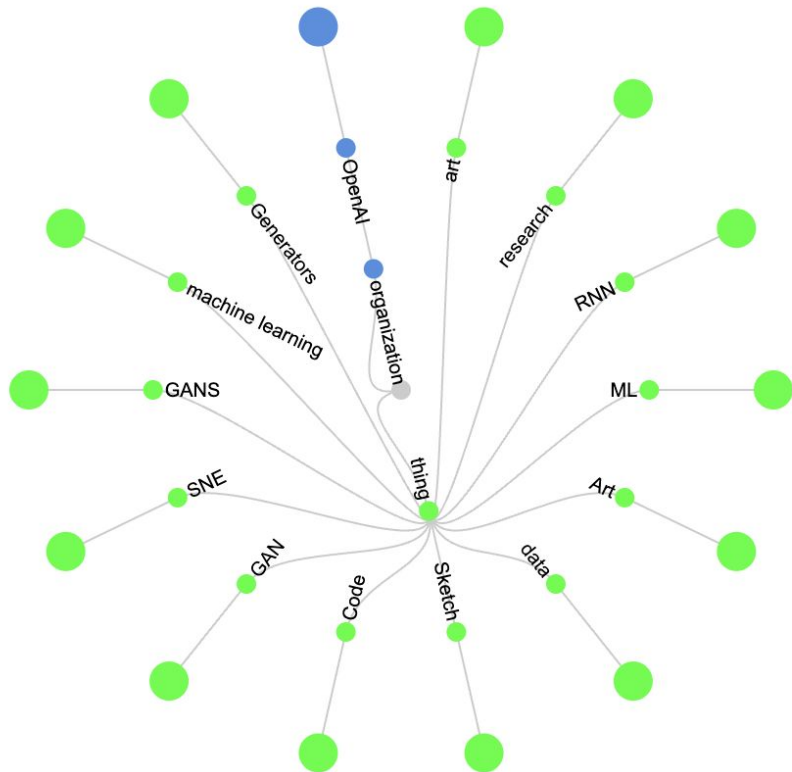 OpenAI
art
Generators
research
organization
machine learning
RNN
GANS
ML
thing
SNE
Art
GAN
data
Code
Sketch